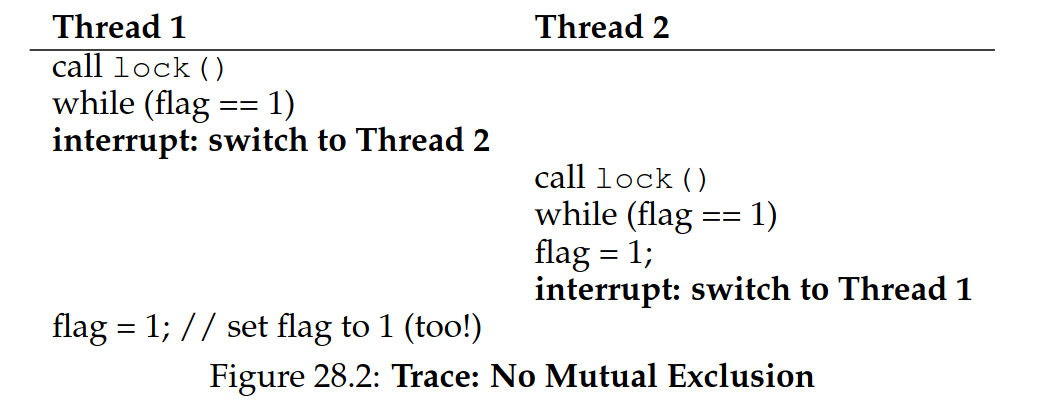 Thread 1 Thread 2
call lock()
while (flag == 1)
interrupt: switch to Thread 2
call lock()
while (flag == 1)
flag = 1;
interrupt: switch to Thread 1
flag = 1; // set flag to 1 (too!)
Figure 28.2: Trace: No Mutual Exclusion